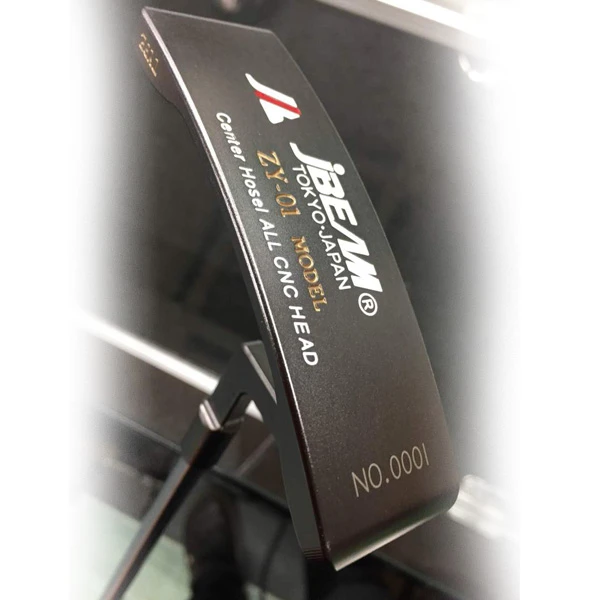 jBEAM®
TOKYO·JAPAN
ZY-01 MODEL
Center Hosel ALL CNC HEAD
NO.0001